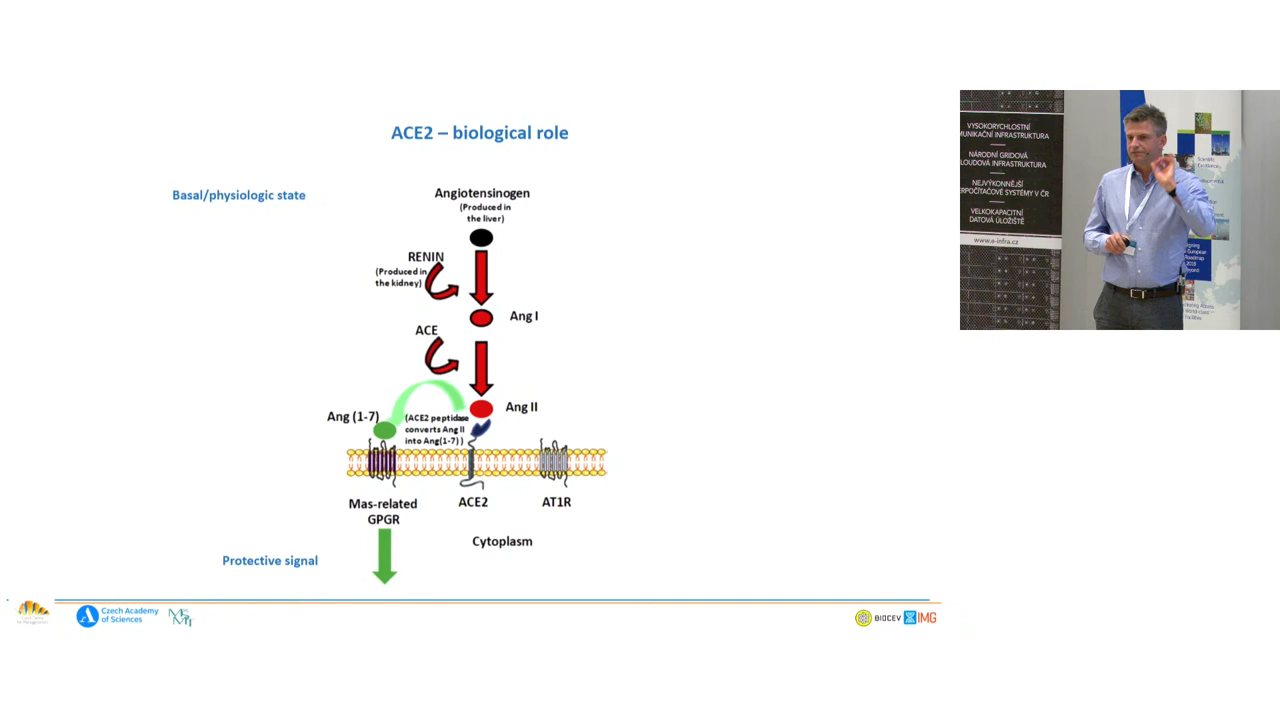 ACE2 – biological role
Basal/physiologic state
Angiotensinogen
(Produced in
the liver)
RENIN
(Produced in
the kidney)
Ang I
ACE
Ang II
Ang (1-7)
(ACE2 peptidase
converts Ang II
into Ang(1-7) )
Mas-related
GPGR
ACE2
AT1R
Cytoplasm
Protective signal
Czech Academy
of Sciences
BIOCEV
IMG
VYSOKORYCHLOSTNÍ
MUNIKAČNÍ INFRASTRUKTURA
NÁRODNÍ GRIDOVÁ
LOUDOVÁ INFRASTRUKTURA
NEJVÝKONNĚJŠÍ
ERPOČÍTAČOVÉ SYSTÉMY V ČR
VELKOKAPACITNÍ
DATOVÁ ÚLOŽIŠTĚ
www.e-infra.cz